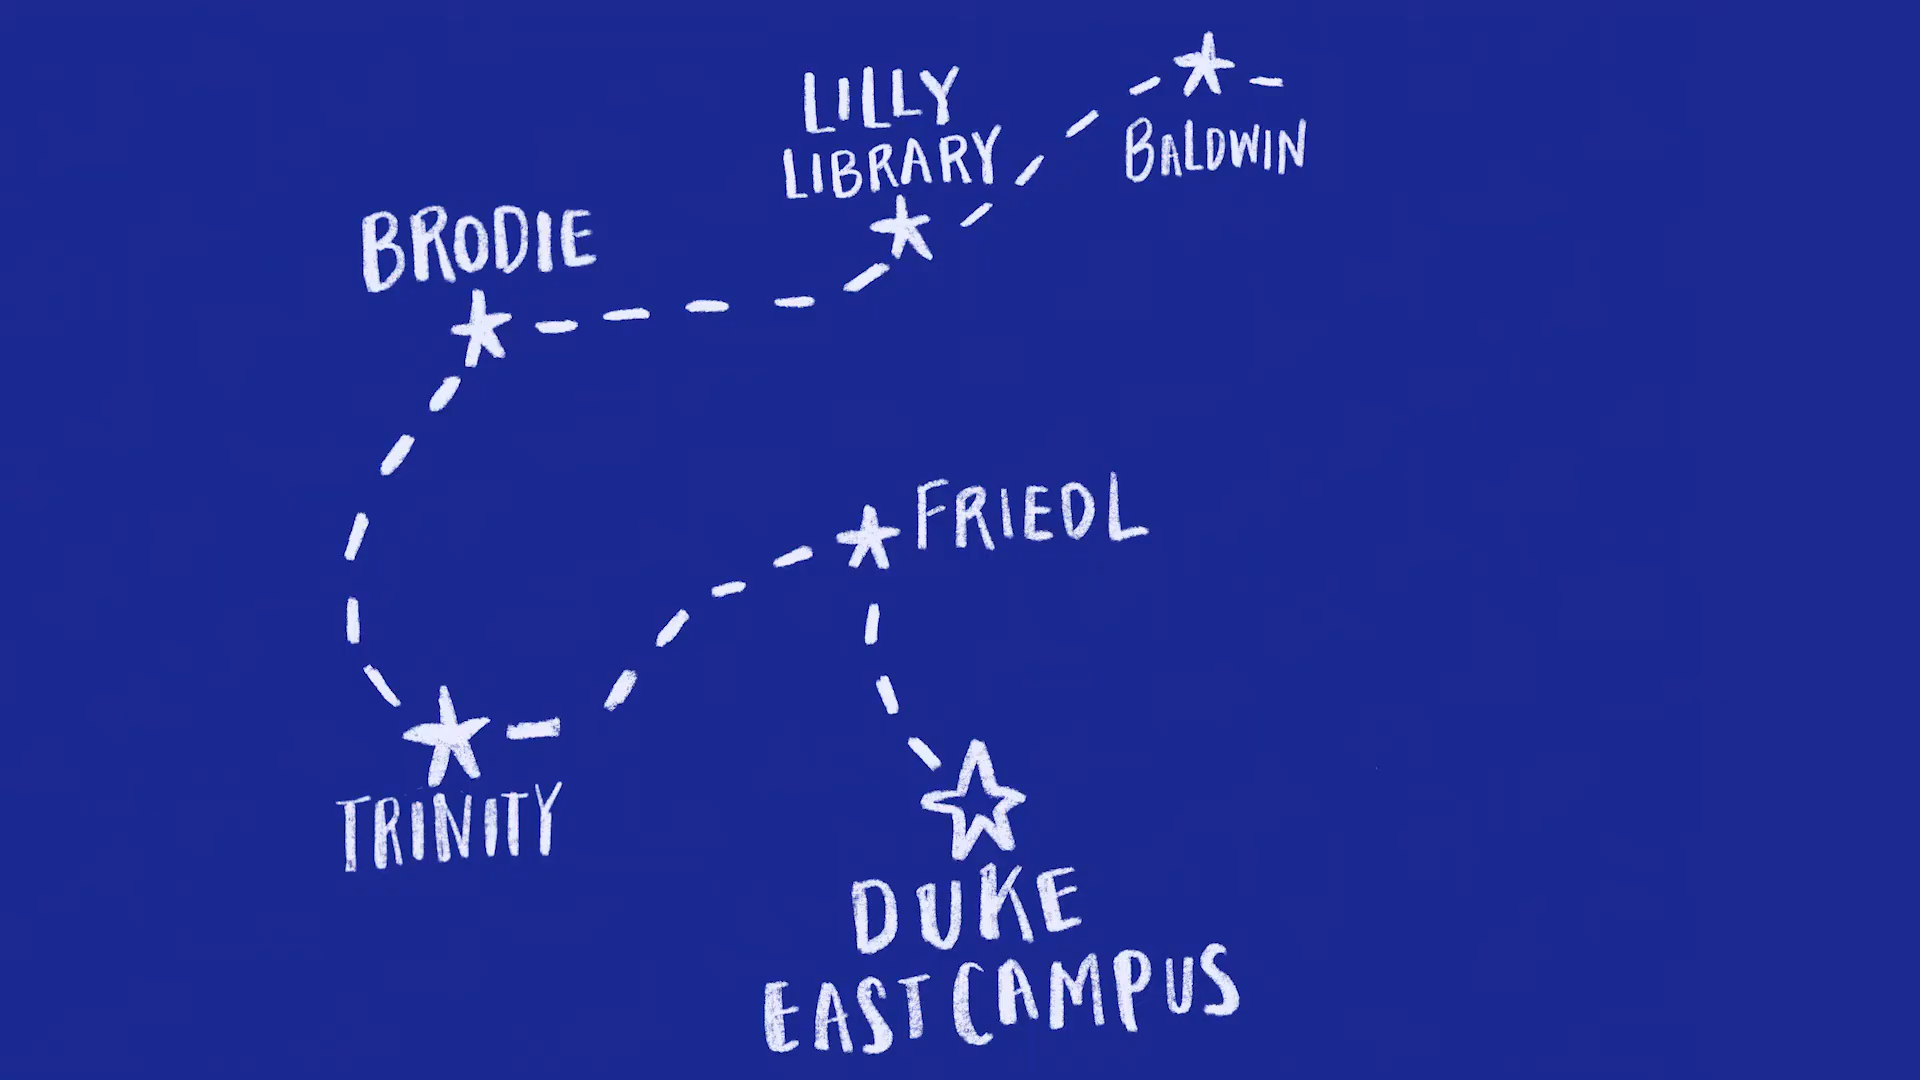 LILLY
LIBRARY
BALDWIN
BRODIE
FRIEDL
TRINITY
DUKE
EAST CAMPUS